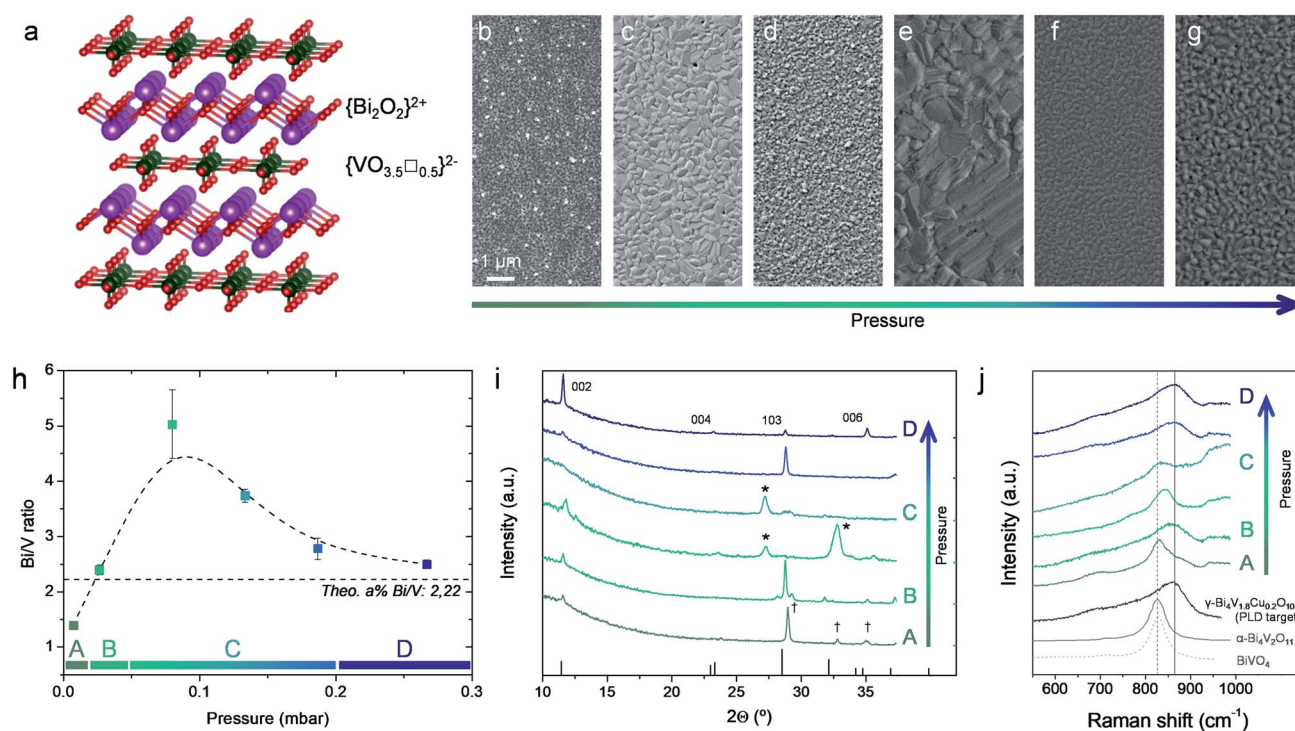 a
{Bi₂O₂}²⁺
{VO₃.₅□₀.₅}²⁻
b
c
d
e
f
g
1 μm
Pressure
h
Bi/V ratio
6
5
4
3
2
1
Theo. a% Bi/V: 2,22
A
B
C
D
0.0
0.1
0.2
0.3
Pressure (mbar)
i
Intensity (a.u.)
002
004
103
006
D
*
C
*
*
B
†
†
†
A
Pressure
10
15
20
25
30
35
40
2Θ (º)
j
Intensity (a.u.)
D
C
B
A
Pressure
γ-Bi₄V₁.₈Cu₀.₂O₁₀
(PLD target)
α-Bi₄V₂O₁₁
BiVO₄
600
700
800
900
1000
Raman shift (cm⁻¹)